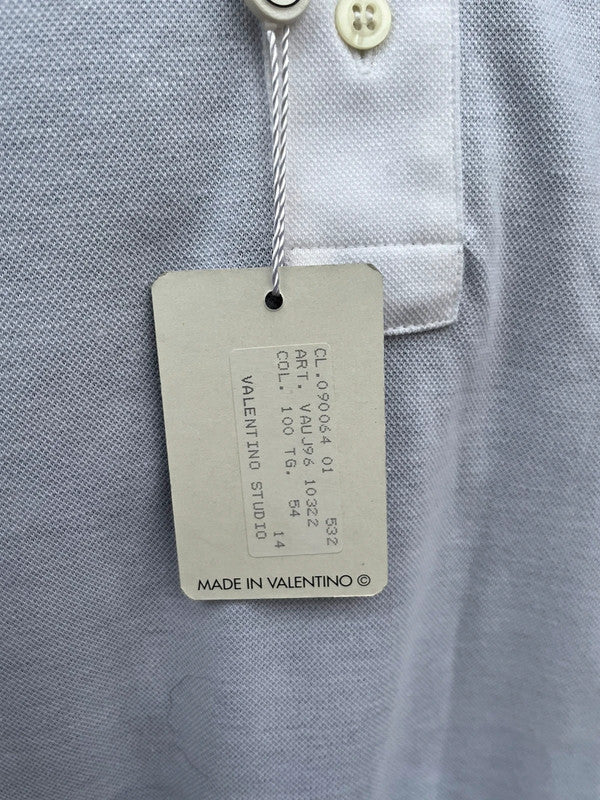 CL.090064 01 532
ART. VAUJ96 10322
COL. 100 TG. 54 14
VALENTINO STUDIO
MADE IN VALENTINO ©